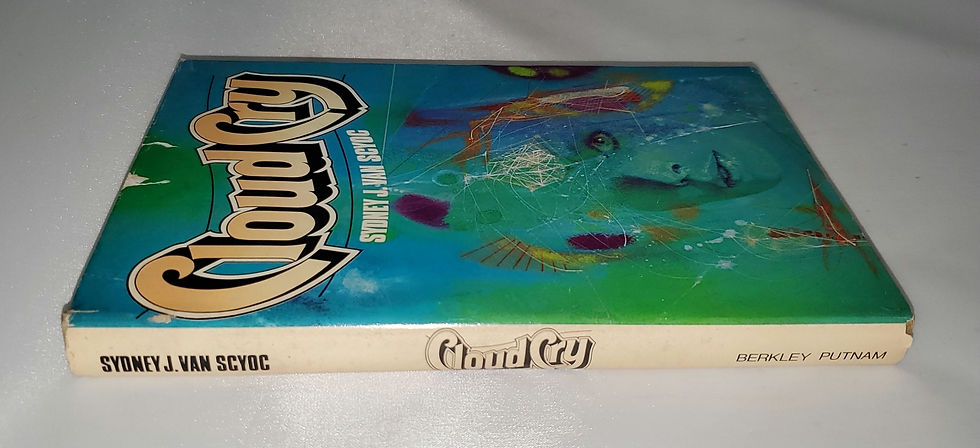 Cloud Cry
SYDNEY J. VAN SCYOC
SYDNEY J. VAN SCYOC
Cloud Cry
BERKLEY PUTNAM